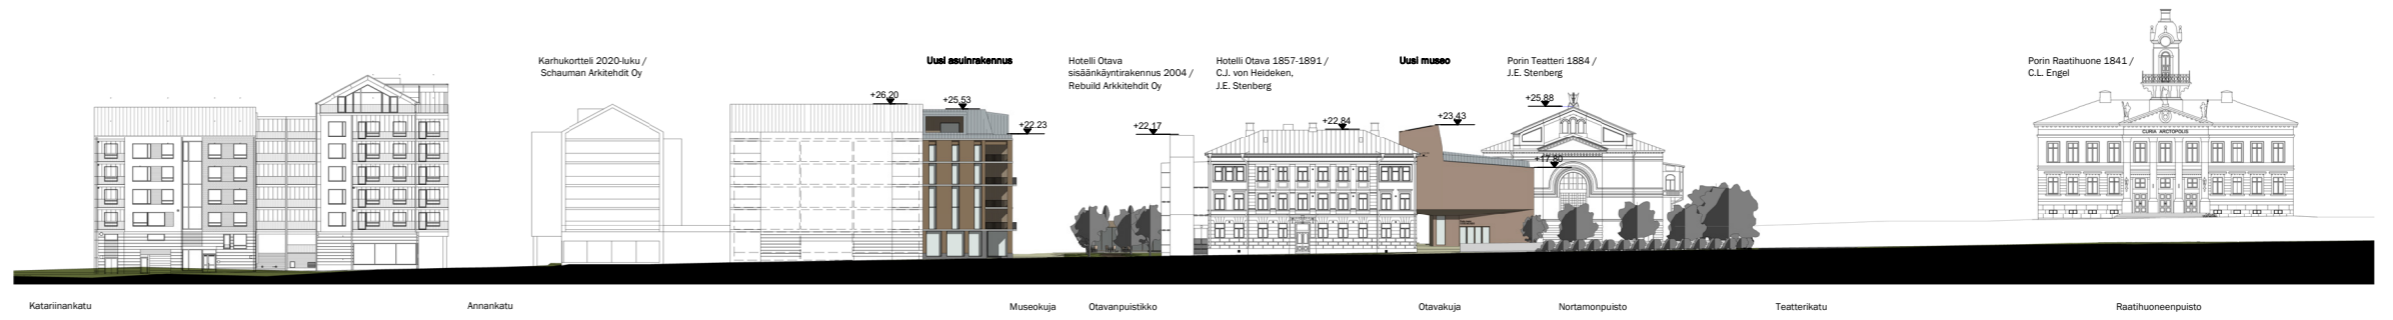 Karhukortteli 2020-luku /
Schauman Arkitehdit Oy
Uusi asuinrakennus
Hotelli Otava
sisäänkäyntirakennus 2004 /
Rebuild Arkkitehdit Oy
Hotelli Otava 1857-1891 /
C.J. von Heideken,
J.E. Stenberg
Uusi museo
Porin Teatteri 1884 /
J.E. Stenberg
Porin Raatihuone 1841 /
C.L. Engel
+26,20
+25,53
+22,23
+22,17
+22,84
+23,43
+25,88
+17,80
CURIA ARCTOPOLIS
Katariinankatu
Annankatu
Museokuja
Otavanpuistikko
Otavakuja
Nortamonpuisto
Teatterikatu
Raatihuoneenpuisto